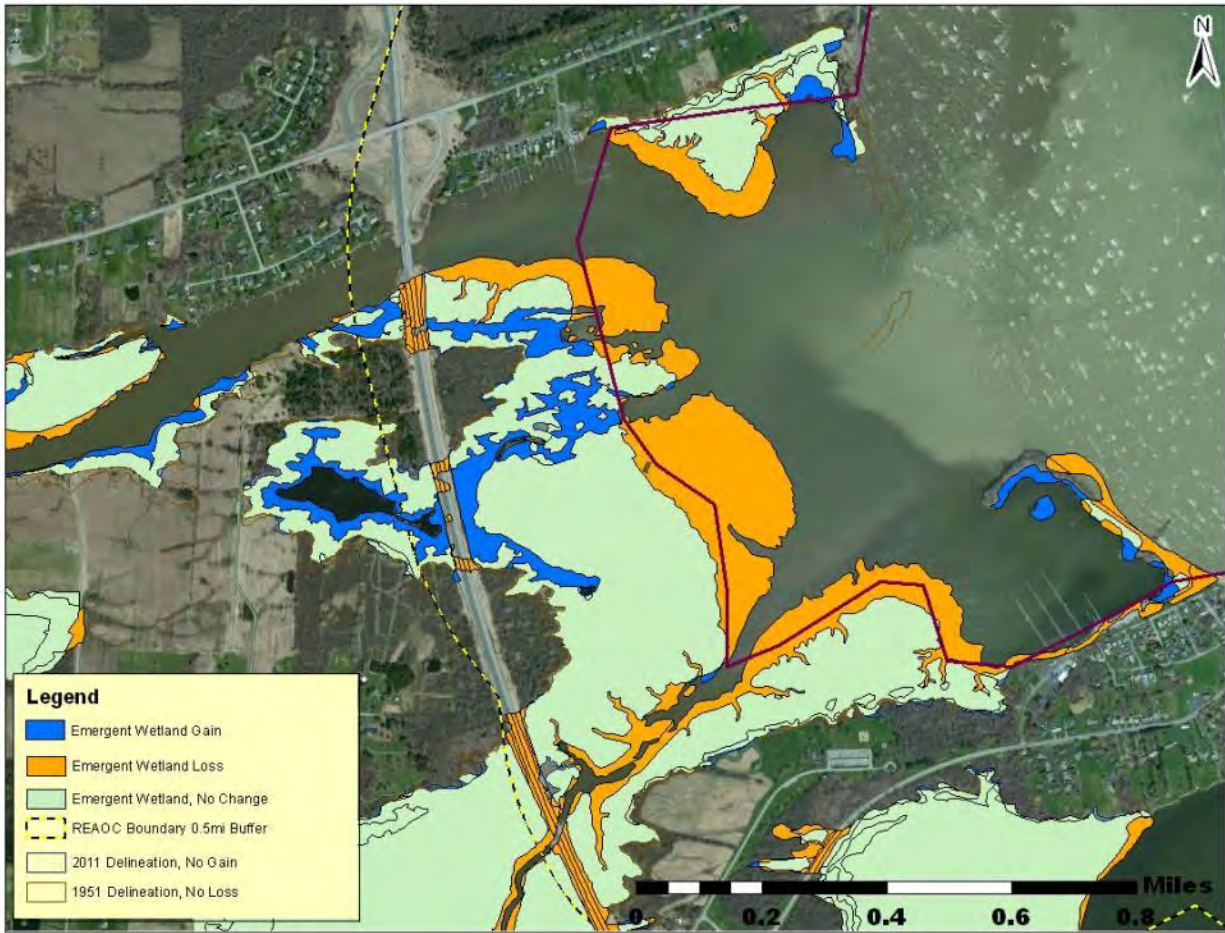 N
Legend
Emergent Wetland Gain
Emergent Wetland Loss
Emergent Wetland, No Change
REAOC Boundary 0.5mi Buffer
2011 Delineation, No Gain
1951 Delineation, No Loss
Miles
0 0.2 0.4 0.6 0.8